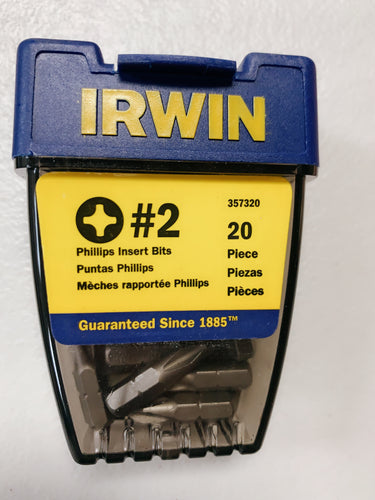 IRWIN
#2
357320
Phillips Insert Bits
Puntas Phillips
Mèches rapportée Phillips
20
Piece
Piezas
Pièces
Guaranteed Since 1885™